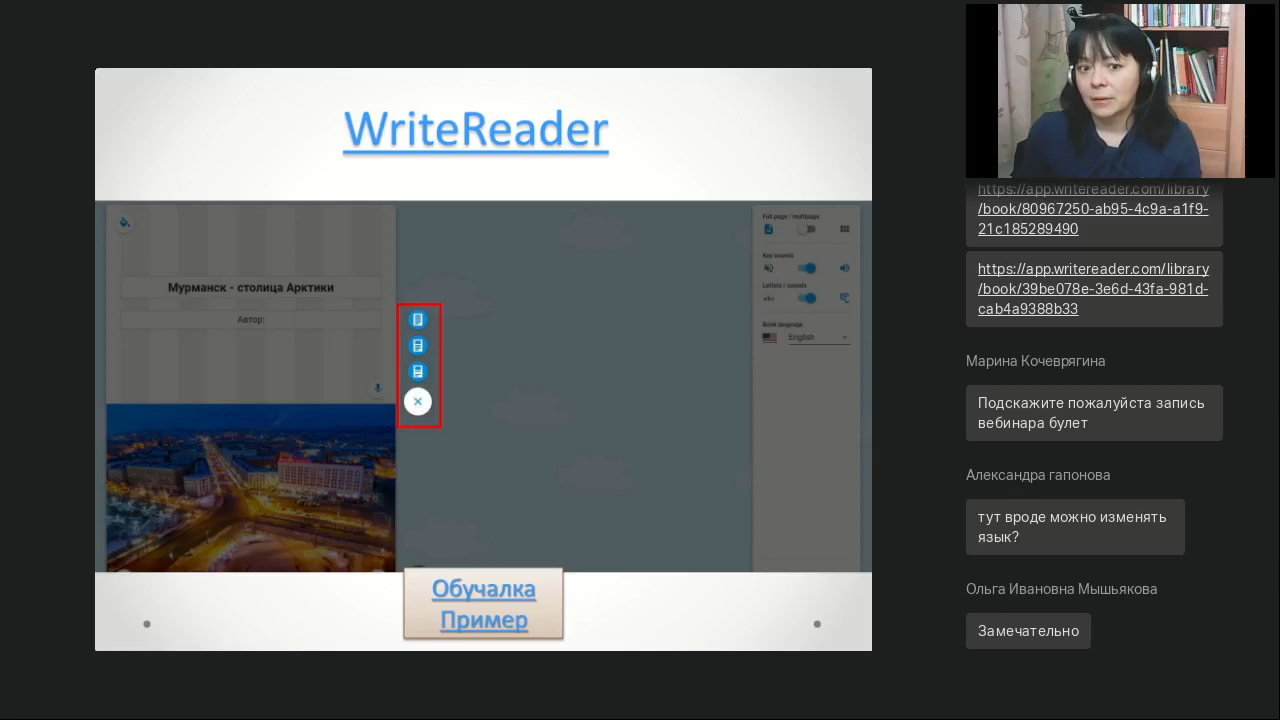 WriteReader
Мурманск - столица Арктики
Автор:
Full page / multipage
Key sounds
Letters / sounds
abc
Book language
English
Обучалка
Пример
https://app.writereader.com/library
/book/80967250-ab95-4c9a-a1f9-
21c185289490
https://app.writereader.com/library
/book/39be078e-3e6d-43fa-981d-
cab4a9388b33
Марина Кочеврягина
Подскажите пожалуйста запись
вебинара булет
Александра гапонова
тут вроде можно изменять
язык?
Ольга Ивановна Мышьякова
Замечательно